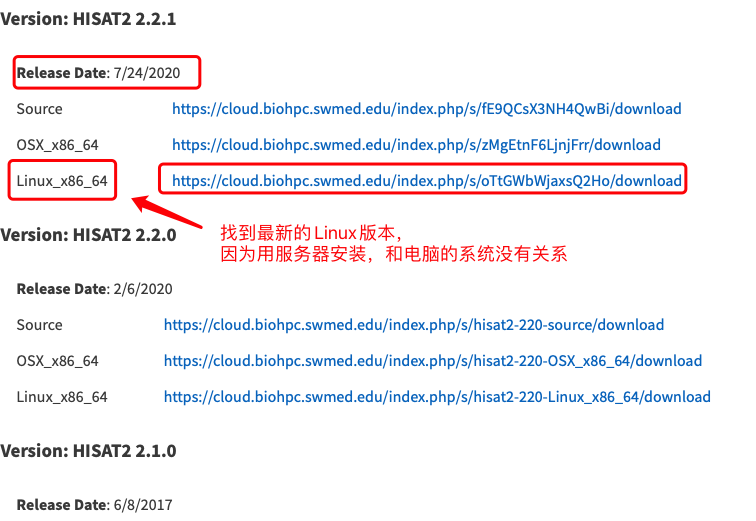 Version: HISAT2 2.2.1
Release Date: 7/24/2020
Source https://cloud.biohpc.swmed.edu/index.php/s/fE9QCsX3NH4QwBi/download
OSX_x86_64 https://cloud.biohpc.swmed.edu/index.php/s/zMgEtnF6LjnjFrr/download
Linux_x86_64 https://cloud.biohpc.swmed.edu/index.php/s/oTtGWbWjaxsQ2Ho/download
找到最新的Linux版本，
因为用服务器安装，和电脑的系统没有关系
Version: HISAT2 2.2.0
Release Date: 2/6/2020
Source https://cloud.biohpc.swmed.edu/index.php/s/hisat2-220-source/download
OSX_x86_64 https://cloud.biohpc.swmed.edu/index.php/s/hisat2-220-OSX_x86_64/download
Linux_x86_64 https://cloud.biohpc.swmed.edu/index.php/s/hisat2-220-Linux_x86_64/download
Version: HISAT2 2.1.0
Release Date: 6/8/2017